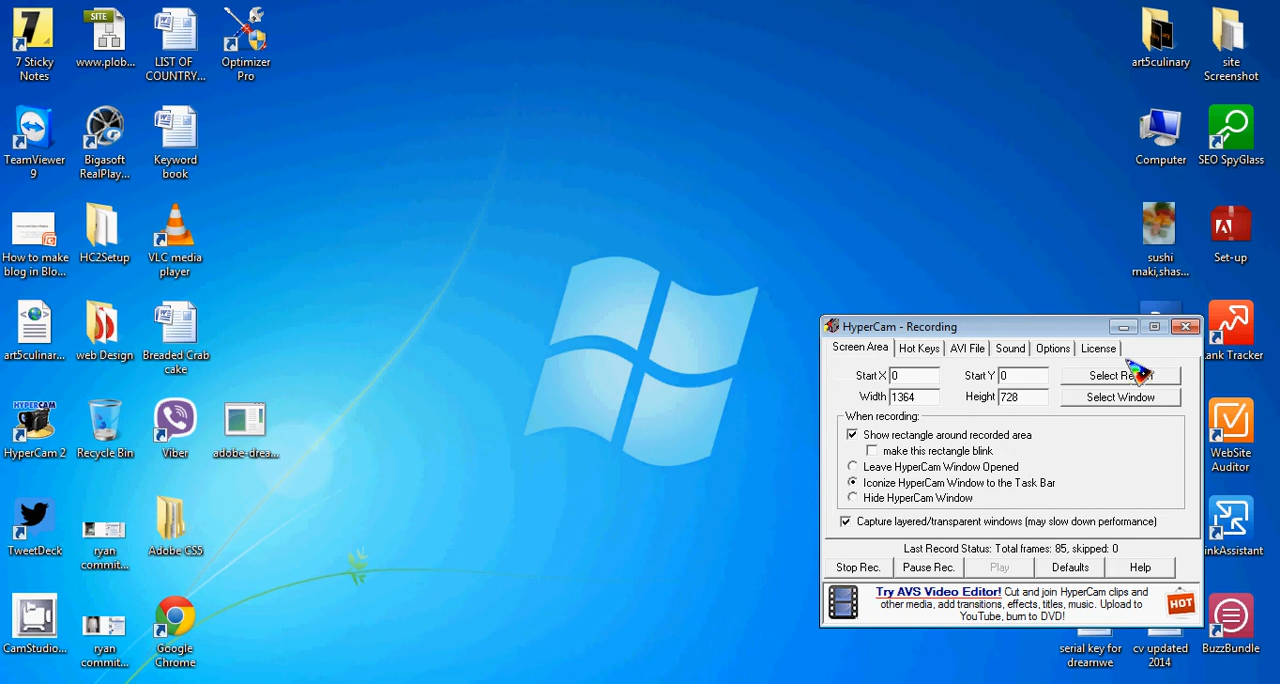 7 Sticky
Notes
SITE
www.plob...
LIST OF
COUNTRY...
Optimizer
Pro
TeamViewer
9
Bigasoft
RealPlay...
Keyword
book
How to make
blog in Blo...
HC2Setup
VLC media
player
art5culinar...
web Design
Breaded Crab
cake
HYPERCAM
HyperCam 2
Recycle Bin
Viber
adobe-drea...
TweetDeck
ryan
commit...
Adobe CS5
CamStudio...
ryan
commit...
Google
Chrome
art5culinary
site
Screenshot
Computer
SEO SpyGlass
sushi
maki,shas...
Set-up
ank Tracker
WebSite
Auditor
inkAssistant
serial key for
dreamwe
cv updated
2014
BuzzBundle
HyperCam - Recording
Screen Area
Hot Keys
AVI File
Sound
Options
License
Start X 0
Start Y 0
Select Re
Width 1364
Height 728
Select Window
When recording:
Show rectangle around recorded area
make this rectangle blink
Leave HyperCam Window Opened
Iconize HyperCam Window to the Task Bar
Hide HyperCam Window
Capture layered/transparent windows (may slow down performance)
Last Record Status: Total frames: 85, skipped: 0
Stop Rec.
Pause Rec.
Play
Defaults
Help
Try AVS Video Editor! Cut and join HyperCam clips and
other media, add transitions, effects, titles, music. Upload to
YouTube, burn to DVD!
HOT